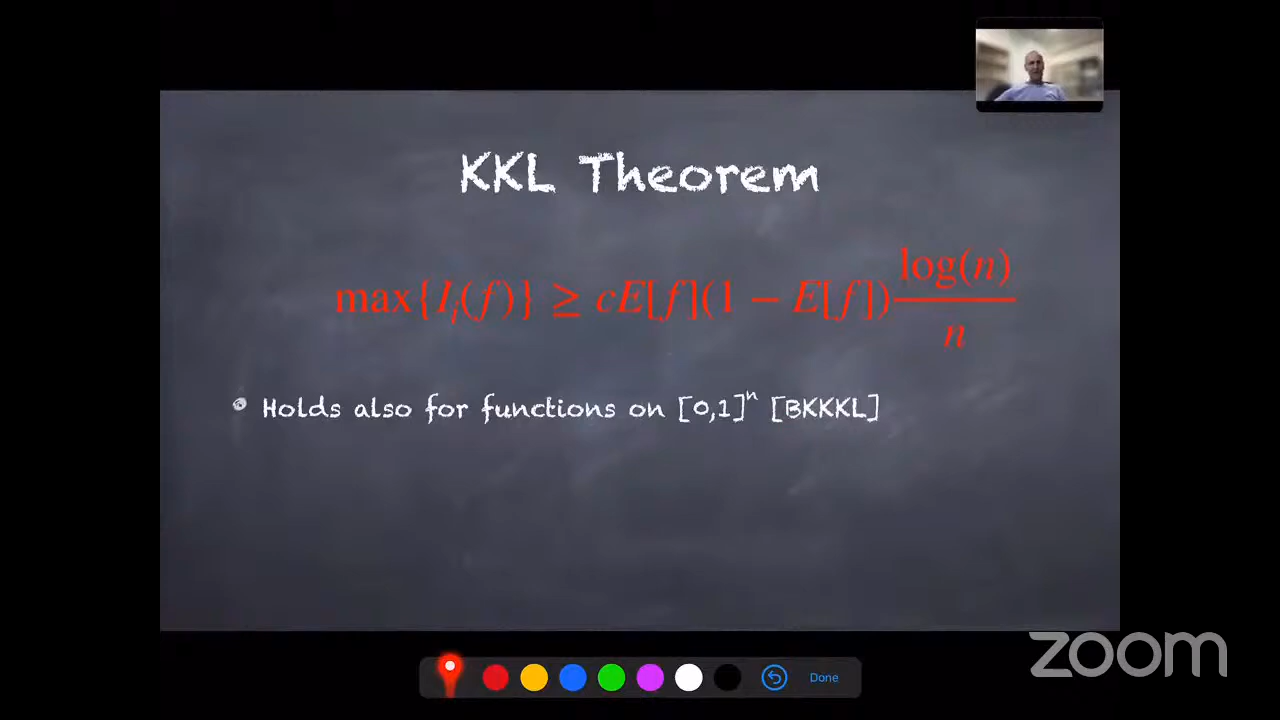 KKL Theorem
max{I_i(f)} ≥ cE[f](1 − E[f]) log(n)/n
Holds also for functions on [0,1]^n [BKKKL]
zoom
Done